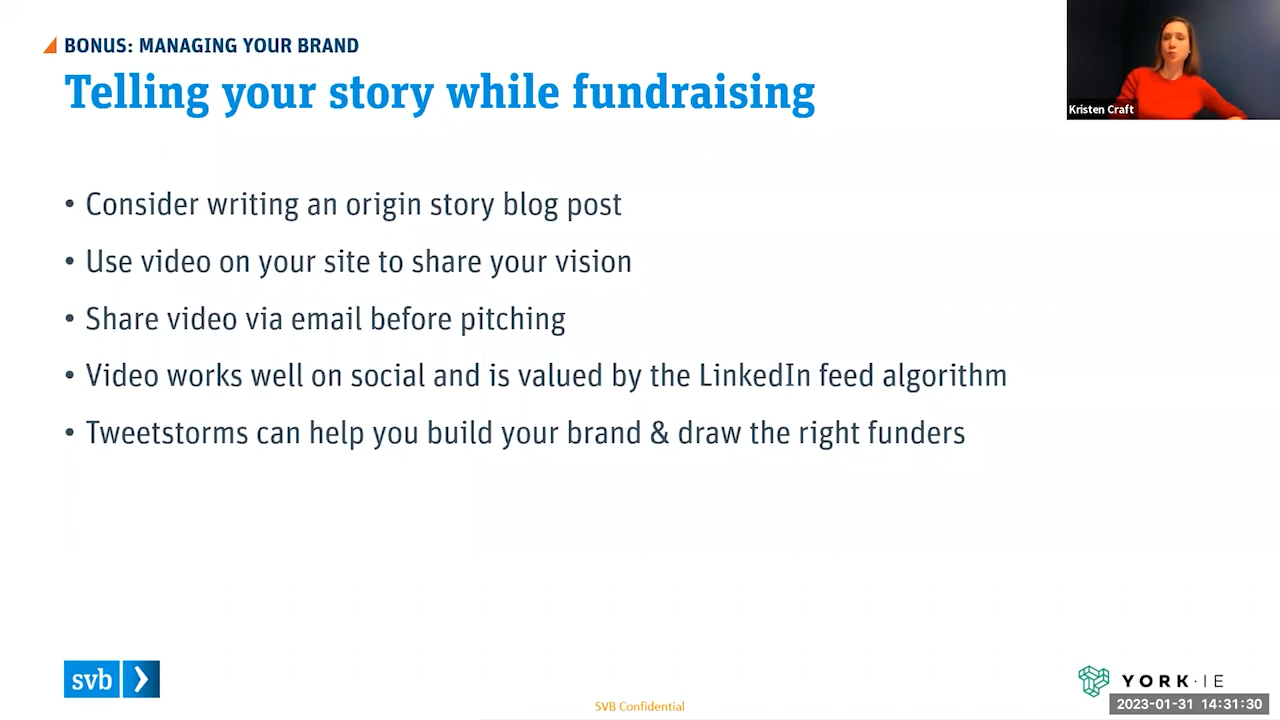 BONUS: MANAGING YOUR BRAND
Telling your story while fundraising
Kristen Craft
• Consider writing an origin story blog post
• Use video on your site to share your vision
• Share video via email before pitching
• Video works well on social and is valued by the LinkedIn feed algorithm
• Tweetstorms can help you build your brand & draw the right funders
svb
YORK·IE
SVB Confidential
2023-01-31 14:31:30